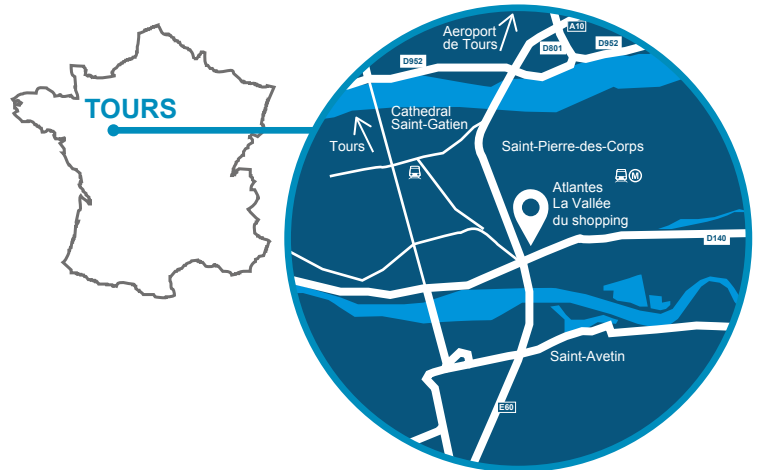 TOURS
Aeroport
de Tours
A10
D801
D952
D952
Cathedral
Saint-Gatien
Tours
Saint-Pierre-des-Corps
M
Atlantes
La Vallée
du shopping
D140
Saint-Avetin
E60